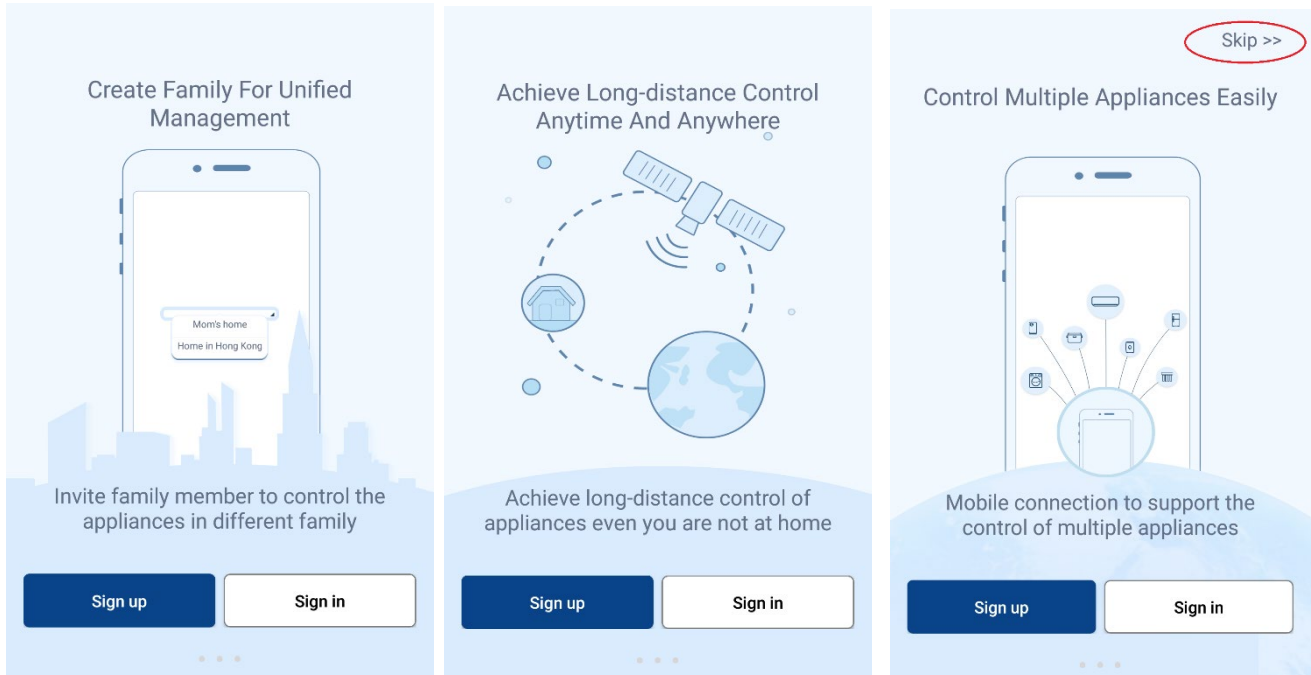 Create Family For Unified
Management
Mom's home
Home in Hong Kong
Invite family member to control the
appliances in different family
Sign up
Sign in
Achieve Long-distance Control
Anytime And Anywhere
Achieve long-distance control of
appliances even you are not at home
Sign up
Sign in
Skip >>
Control Multiple Appliances Easily
Mobile connection to support the
control of multiple appliances
Sign up
Sign in